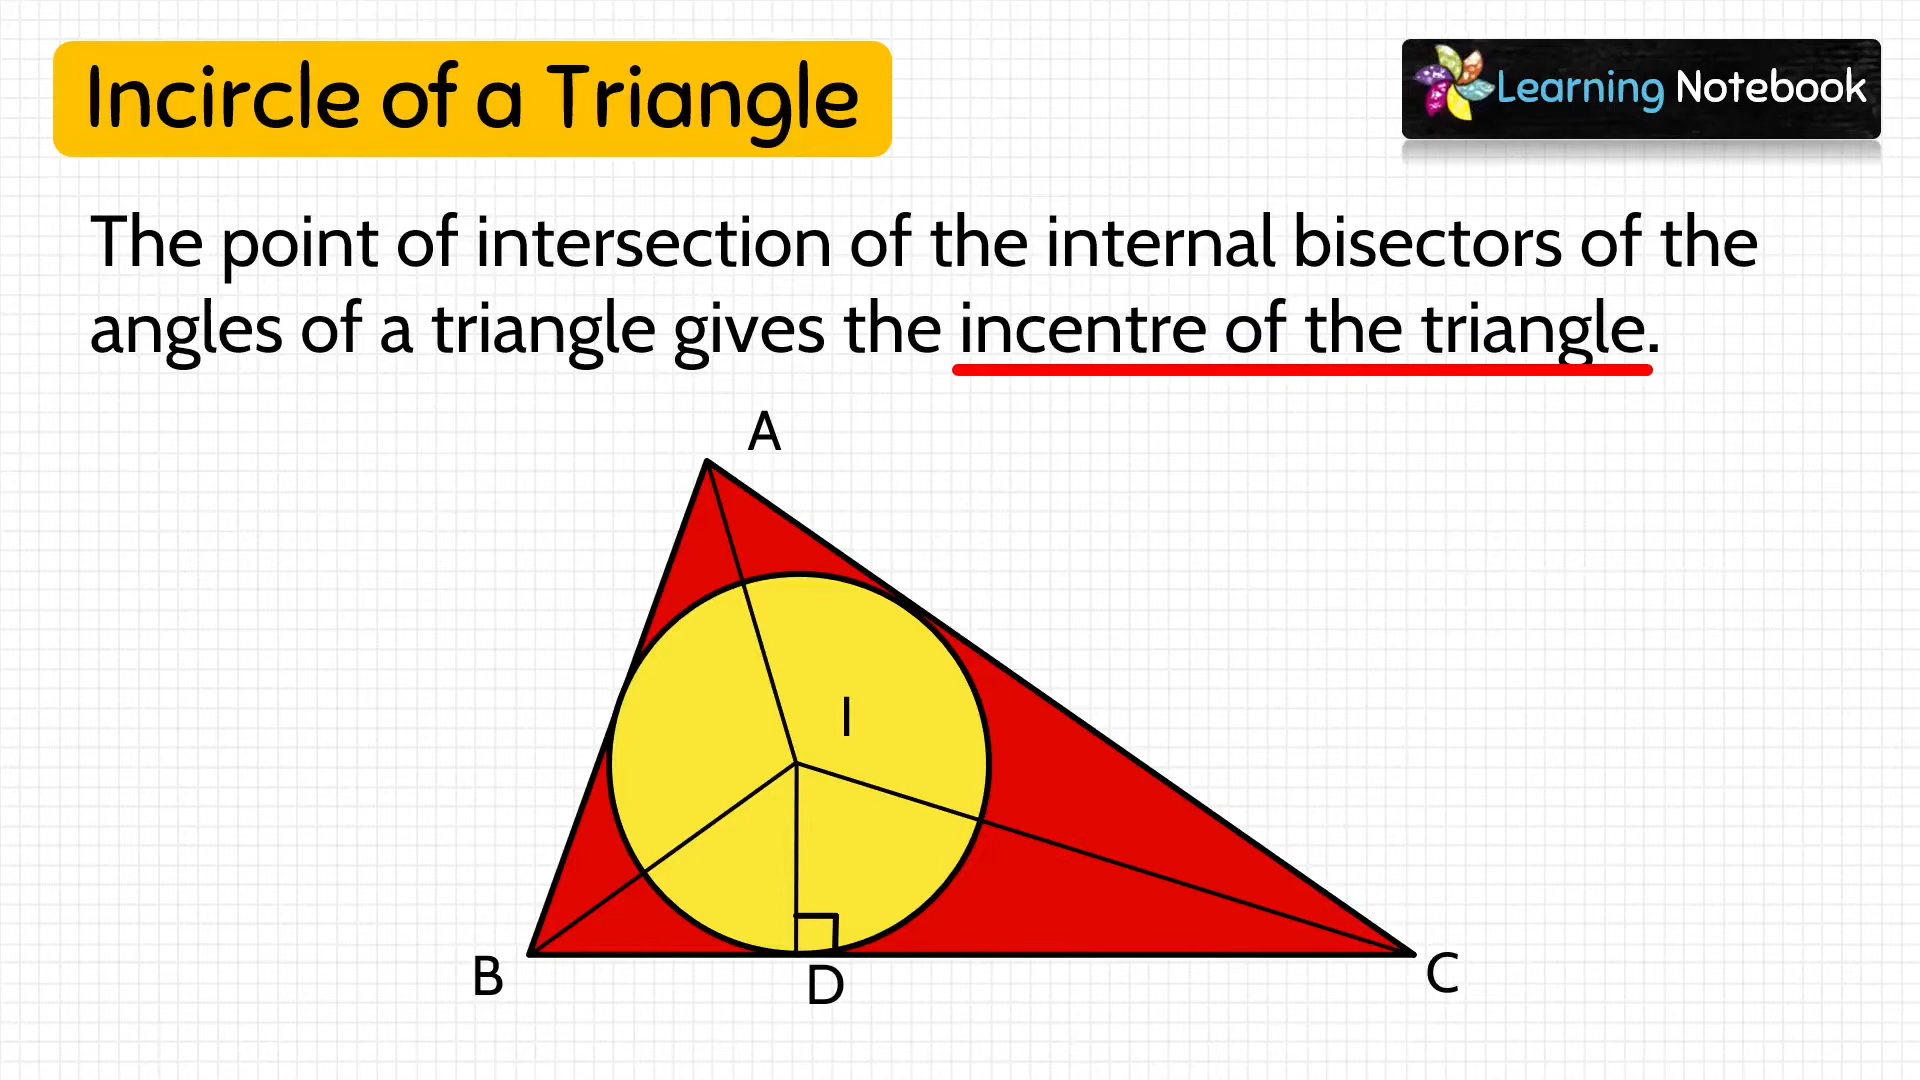 Incircle of a Triangle
Learning Notebook
The point of intersection of the internal bisectors of the
angles of a triangle gives the incentre of the triangle.
A
I
B
D
C